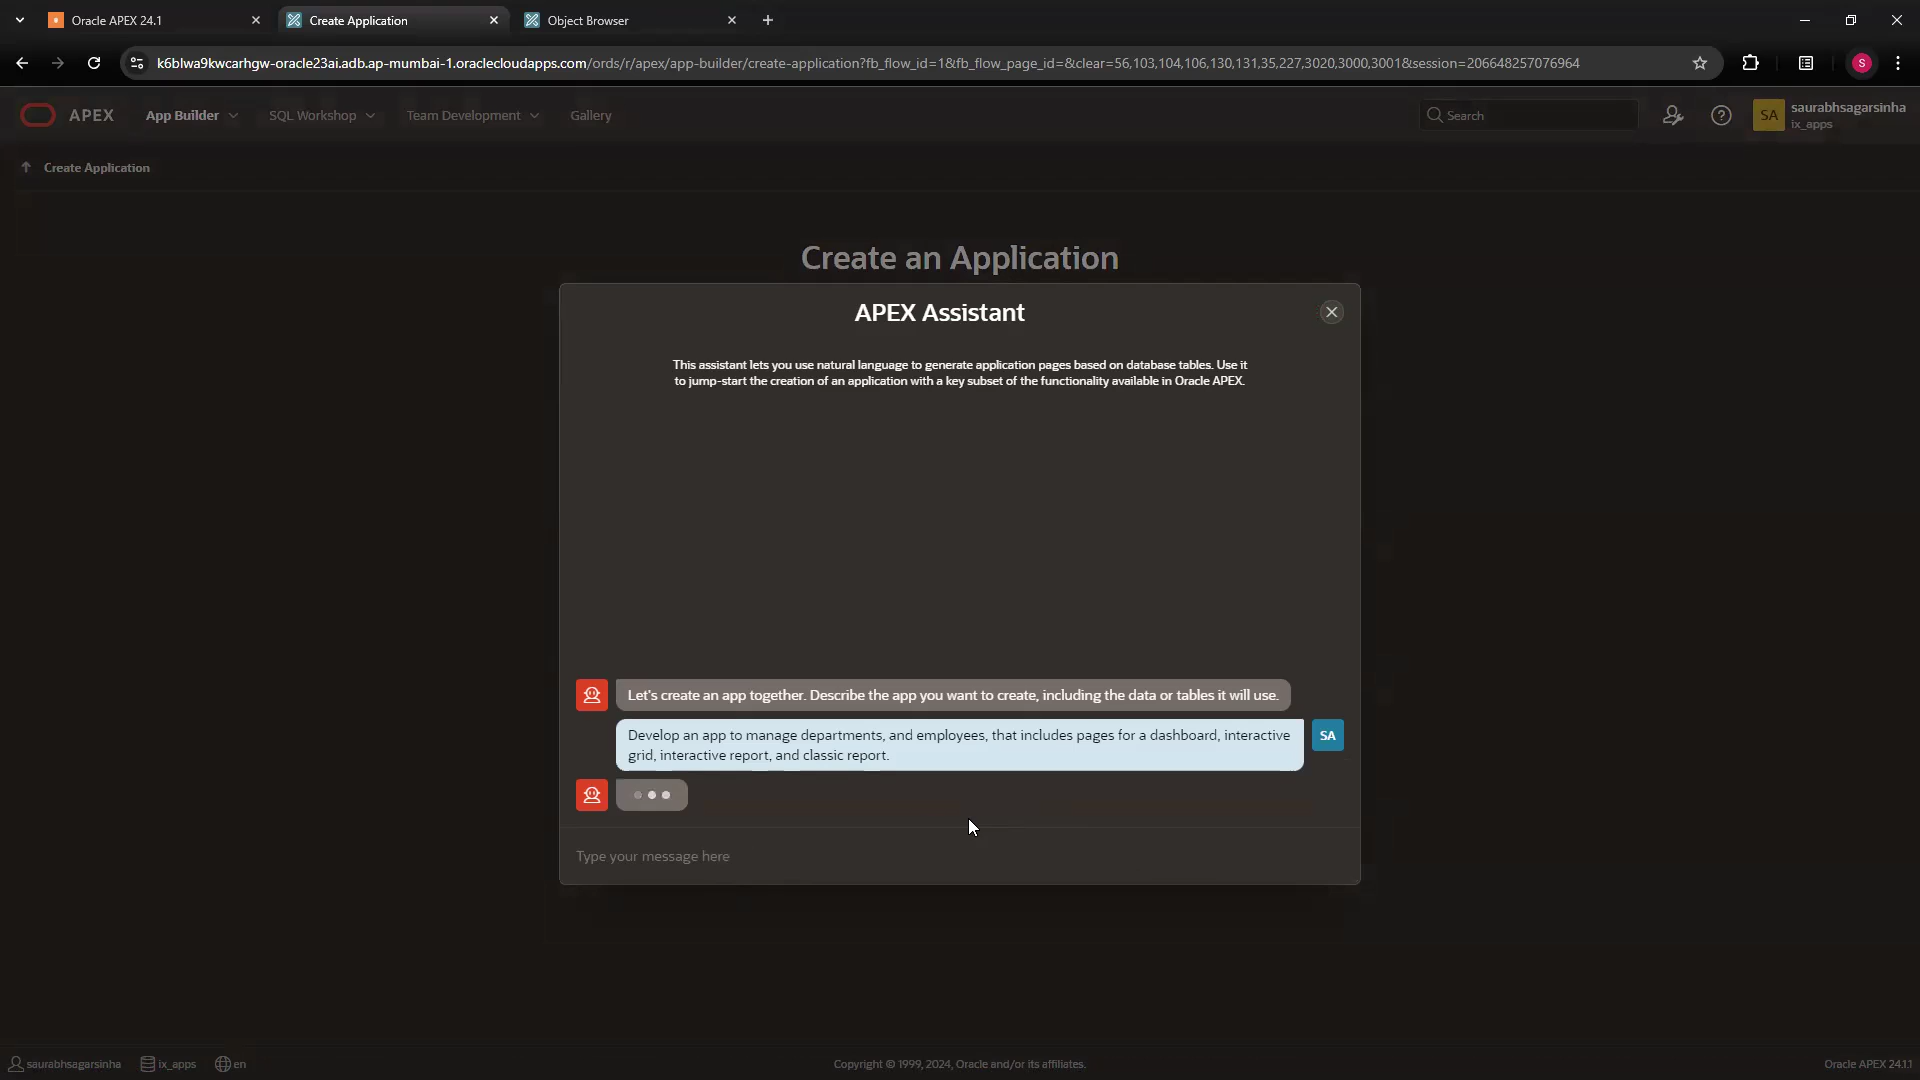 Oracle APEX 24.1
Create Application
Object Browser
k6blwa9kwcarhgw-oracle23ai.adb.ap-mumbai-1.oraclecloudapps.com/ords/r/apex/app-builder/create-application?fb_flow_id=1&fb_flow_page_id=&clear=56,103,104,106,130,131,35,227,3020,3000,3001&session=206648257076964
S
APEX
App Builder
SQL Workshop
Team Development
Gallery
Search
SA
saurabhsagarsinha
ix_apps
Create Application
Create an Application
APEX Assistant
This assistant lets you use natural language to generate application pages based on database tables. Use it
to jump-start the creation of an application with a key subset of the functionality available in Oracle APEX.
Let's create an app together. Describe the app you want to create, including the data or tables it will use.
Develop an app to manage departments, and employees, that includes pages for a dashboard, interactive
grid, interactive report, and classic report.
SA
Type your message here
saurabhsagarsinha
ix_apps
en
Copyright © 1999, 2024, Oracle and/or its affiliates.
Oracle APEX 24.1.1